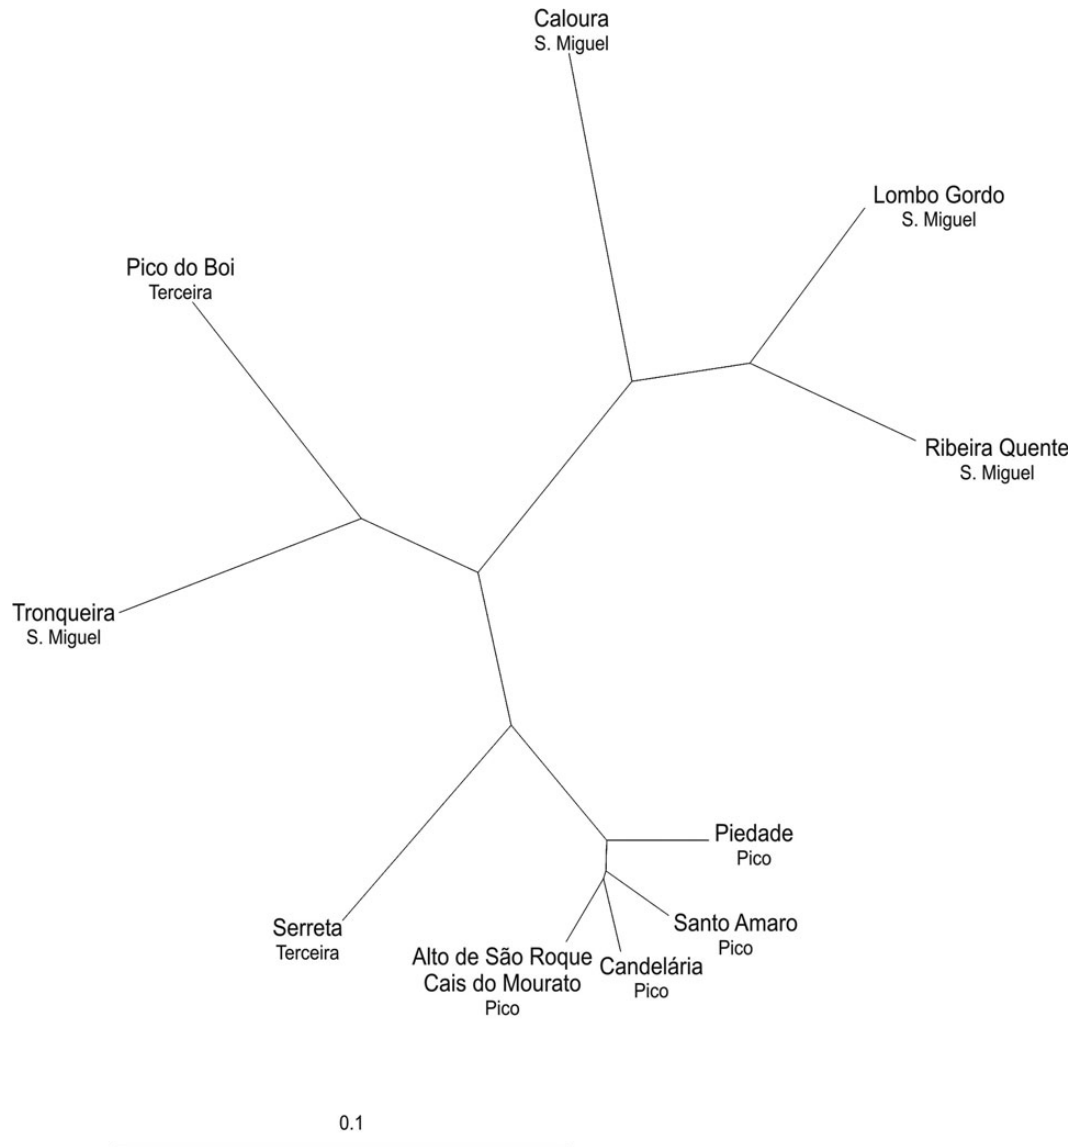 Caloura
S. Miguel
Lombo Gordo
S. Miguel
Pico do Boi
Terceira
Ribeira Quente
S. Miguel
Tronqueira
S. Miguel
Piedade
Pico
Santo Amaro
Pico
Serreta
Terceira
Alto de São Roque
Cais do Mourato
Pico
Candelária
Pico
0.1